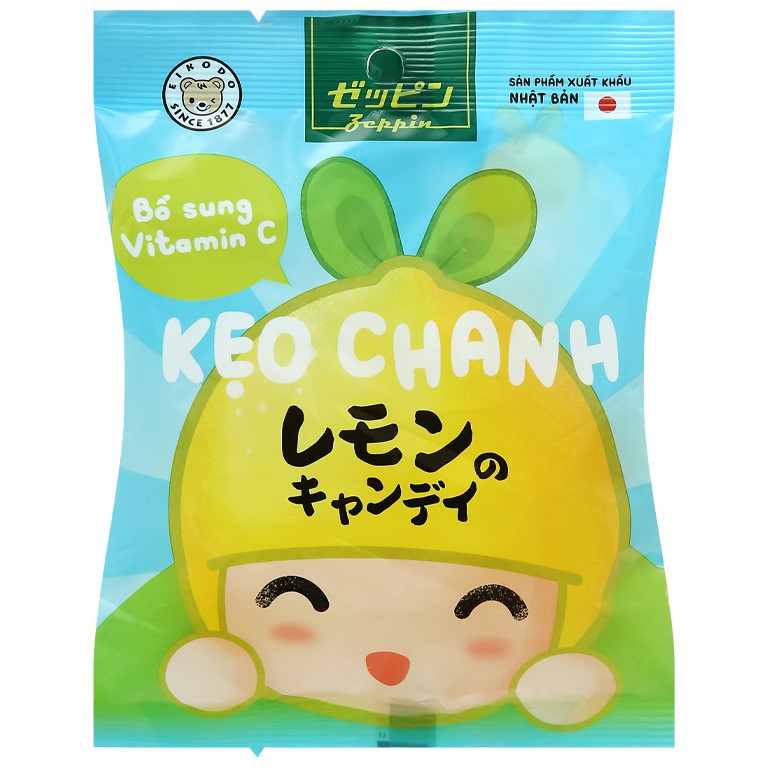 EIKODO
SINCE 1877
ゼッピン
Zeppin
SẢN PHẨM XUẤT KHẨU
NHẬT BẢN
Bổ sung
Vitamin C
KẸO CHANH
レモンの
キャンディ